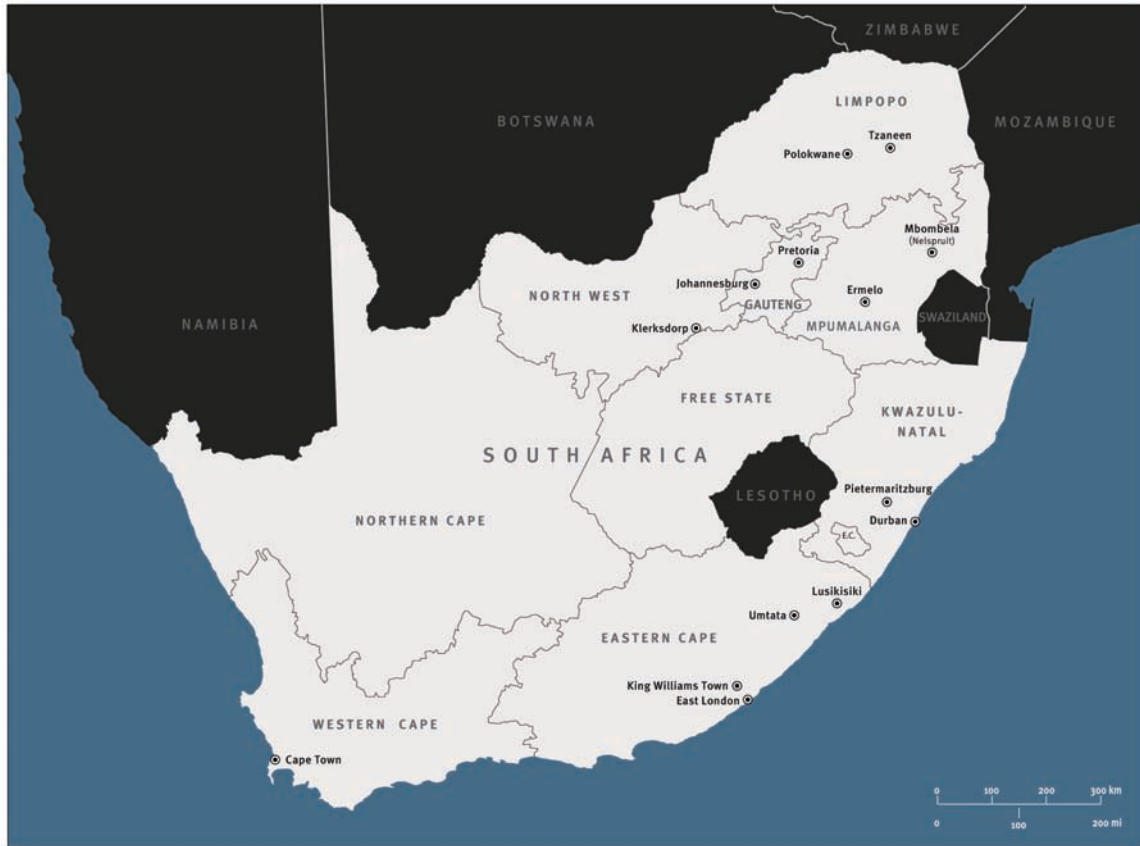 ZIMBABWE
LIMPOPO
BOTSWANA
MOZAMBIQUE
Tzaneen
Polokwane
Mbombela
(Nelspruit)
Pretoria
Johannesburg
Ermelo
NORTH WEST
GAUTENG
SWAZILAND
NAMIBIA
MPUMALANGA
Klerksdorp
FREE STATE
KWAZULU-
NATAL
SOUTH AFRICA
LESOTHO
Pietermaritzburg
NORTHERN CAPE
Durban
E.C.
Lusikisiki
Umtata
EASTERN CAPE
King Williams Town
East London
WESTERN CAPE
Cape Town
0 100 200 300 km
0 100 200 mi